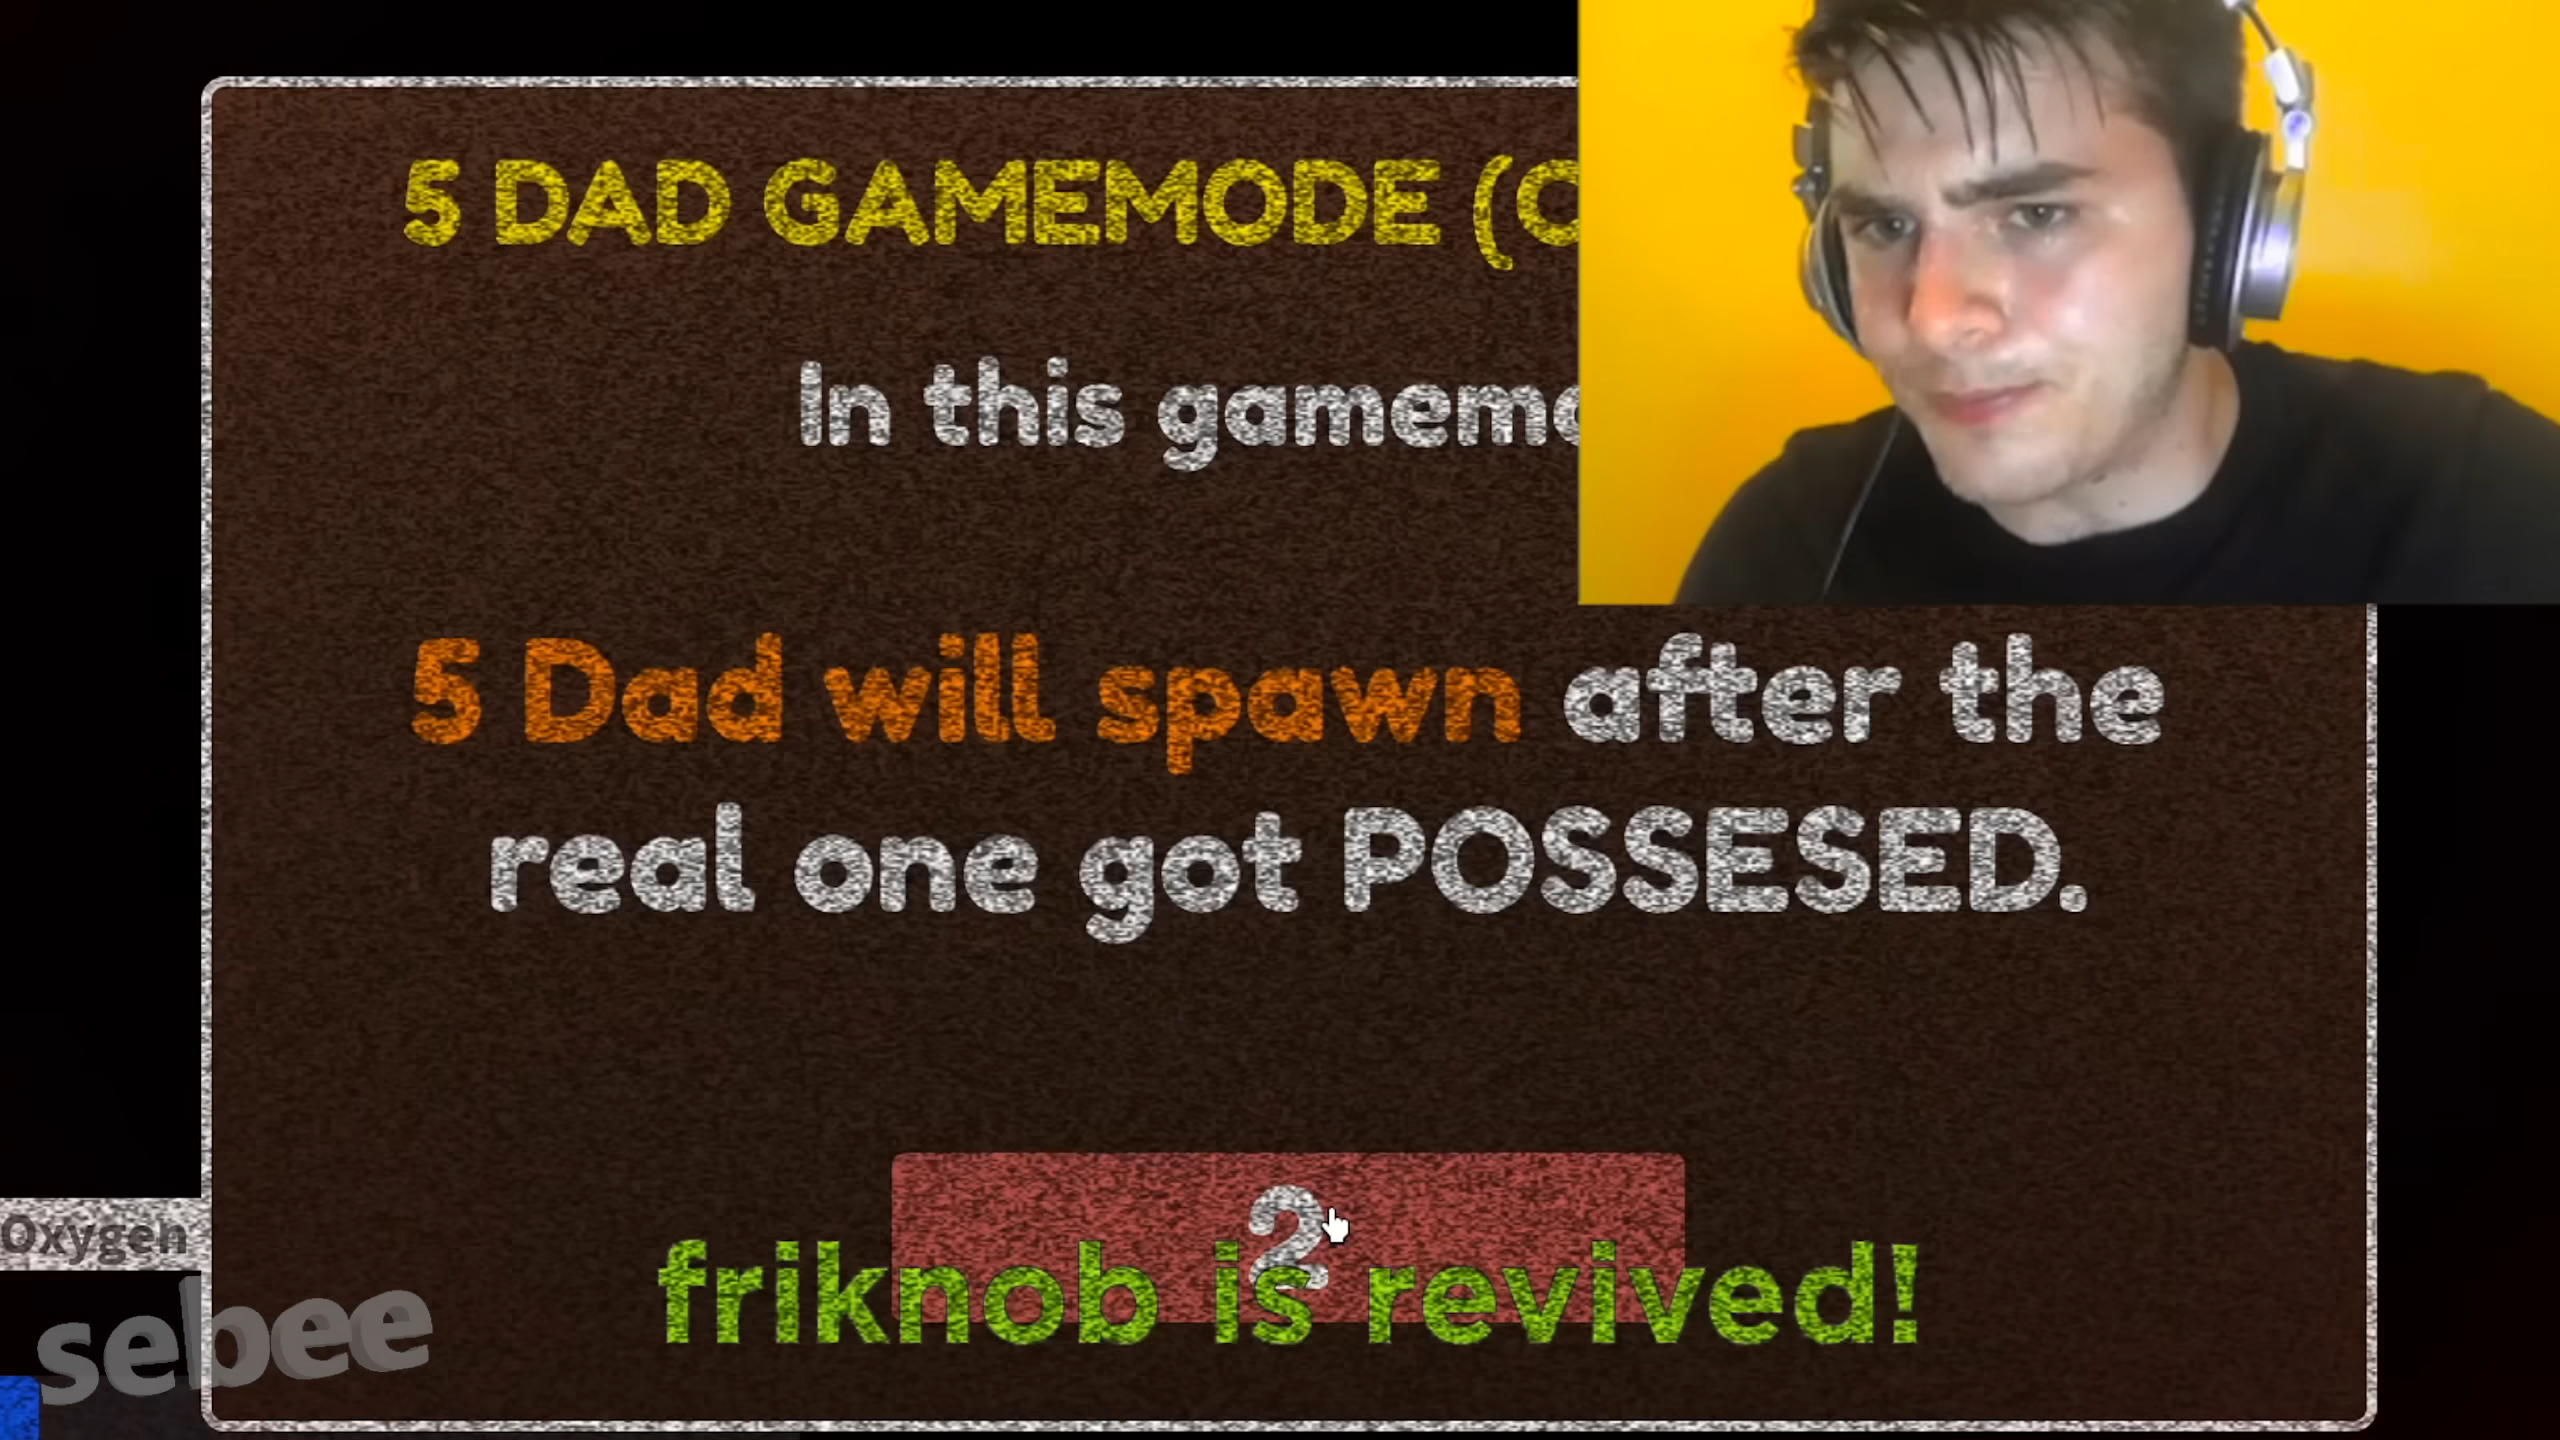 5 DAD GAMEMODE
In this
5 Dad will spawn after the
real one got POSSESED.
2
friknob is revived!
Oxygen
sebee